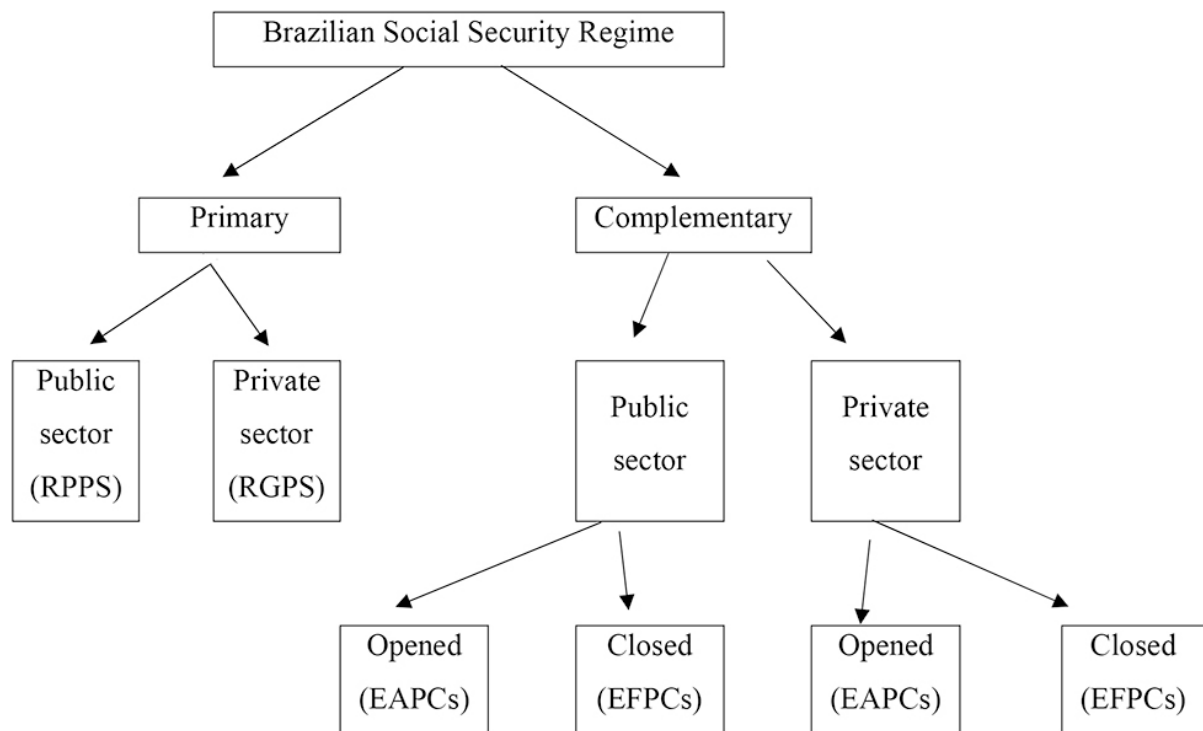 Brazilian Social Security Regime
Primary
Complementary
Public
sector
(RPPS)
Private
sector
(RGPS)
Public
sector
Private
sector
Opened
(EAPCs)
Closed
(EFPCs)
Opened
(EAPCs)
Closed
(EFPCs)